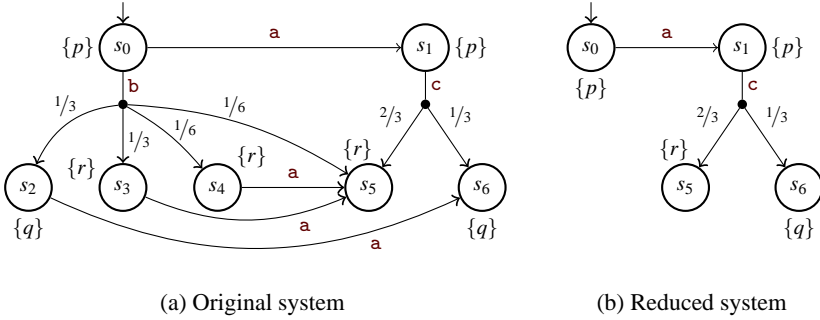 a
{p} s0 s1 {p}
b c
1/3 1/3 1/6 1/6 2/3 1/3
{r} {r} {r}
s2 s3 s4 a s5 s6
{q} a {q}
a
(a) Original system
a
s0 s1 {p}
{p} c
2/3 1/3
{r}
s5 s6
{q}
(b) Reduced system